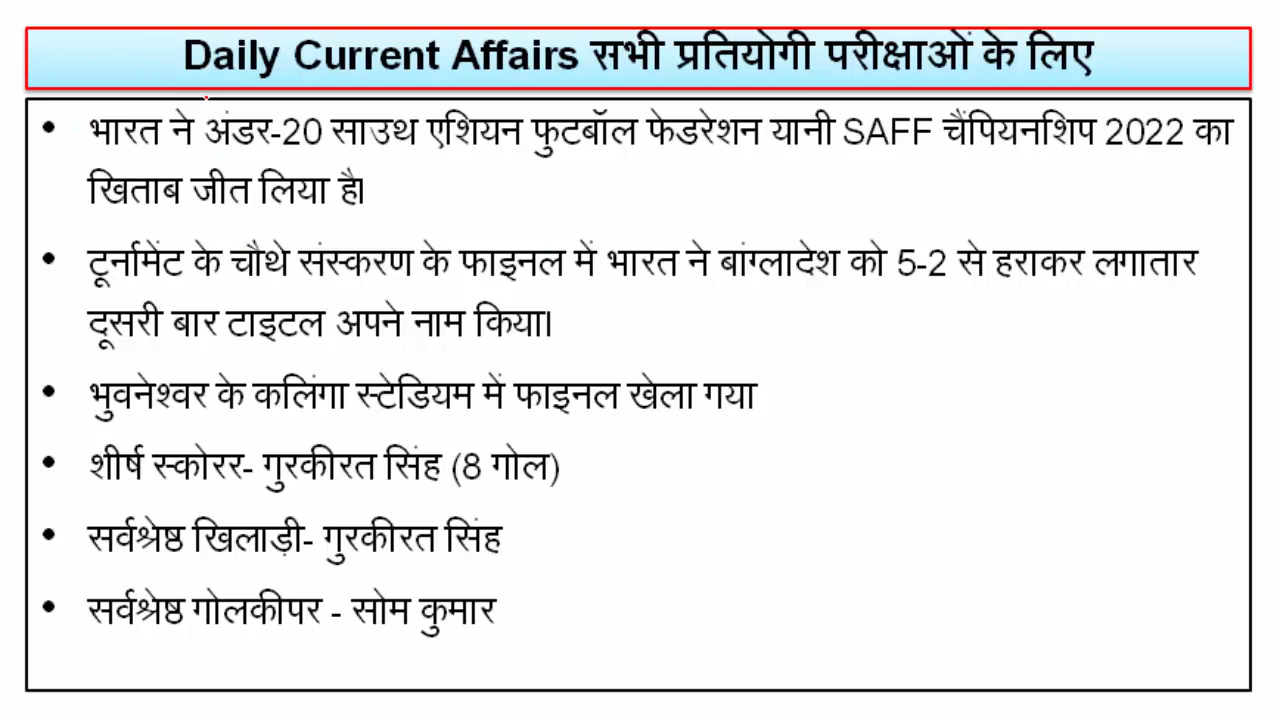 Daily Current Affairs सभी प्रतियोगी परीक्षाओं के लिए
• भारत ने अंडर-20 साउथ एशियन फुटबॉल फेडरेशन यानी SAFF चैंपियनशिप 2022 का
खिताब जीत लिया है।
• टूर्नामेंट के चौथे संस्करण के फाइनल में भारत ने बांग्लादेश को 5-2 से हराकर लगातार
दूसरी बार टाइटल अपने नाम किया।
• भुवनेश्वर के कलिंगा स्टेडियम में फाइनल खेला गया
• शीर्ष स्कोरर- गुरकीरत सिंह (8 गोल)
• सर्वश्रेष्ठ खिलाड़ी- गुरकीरत सिंह
• सर्वश्रेष्ठ गोलकीपर - सोम कुमार